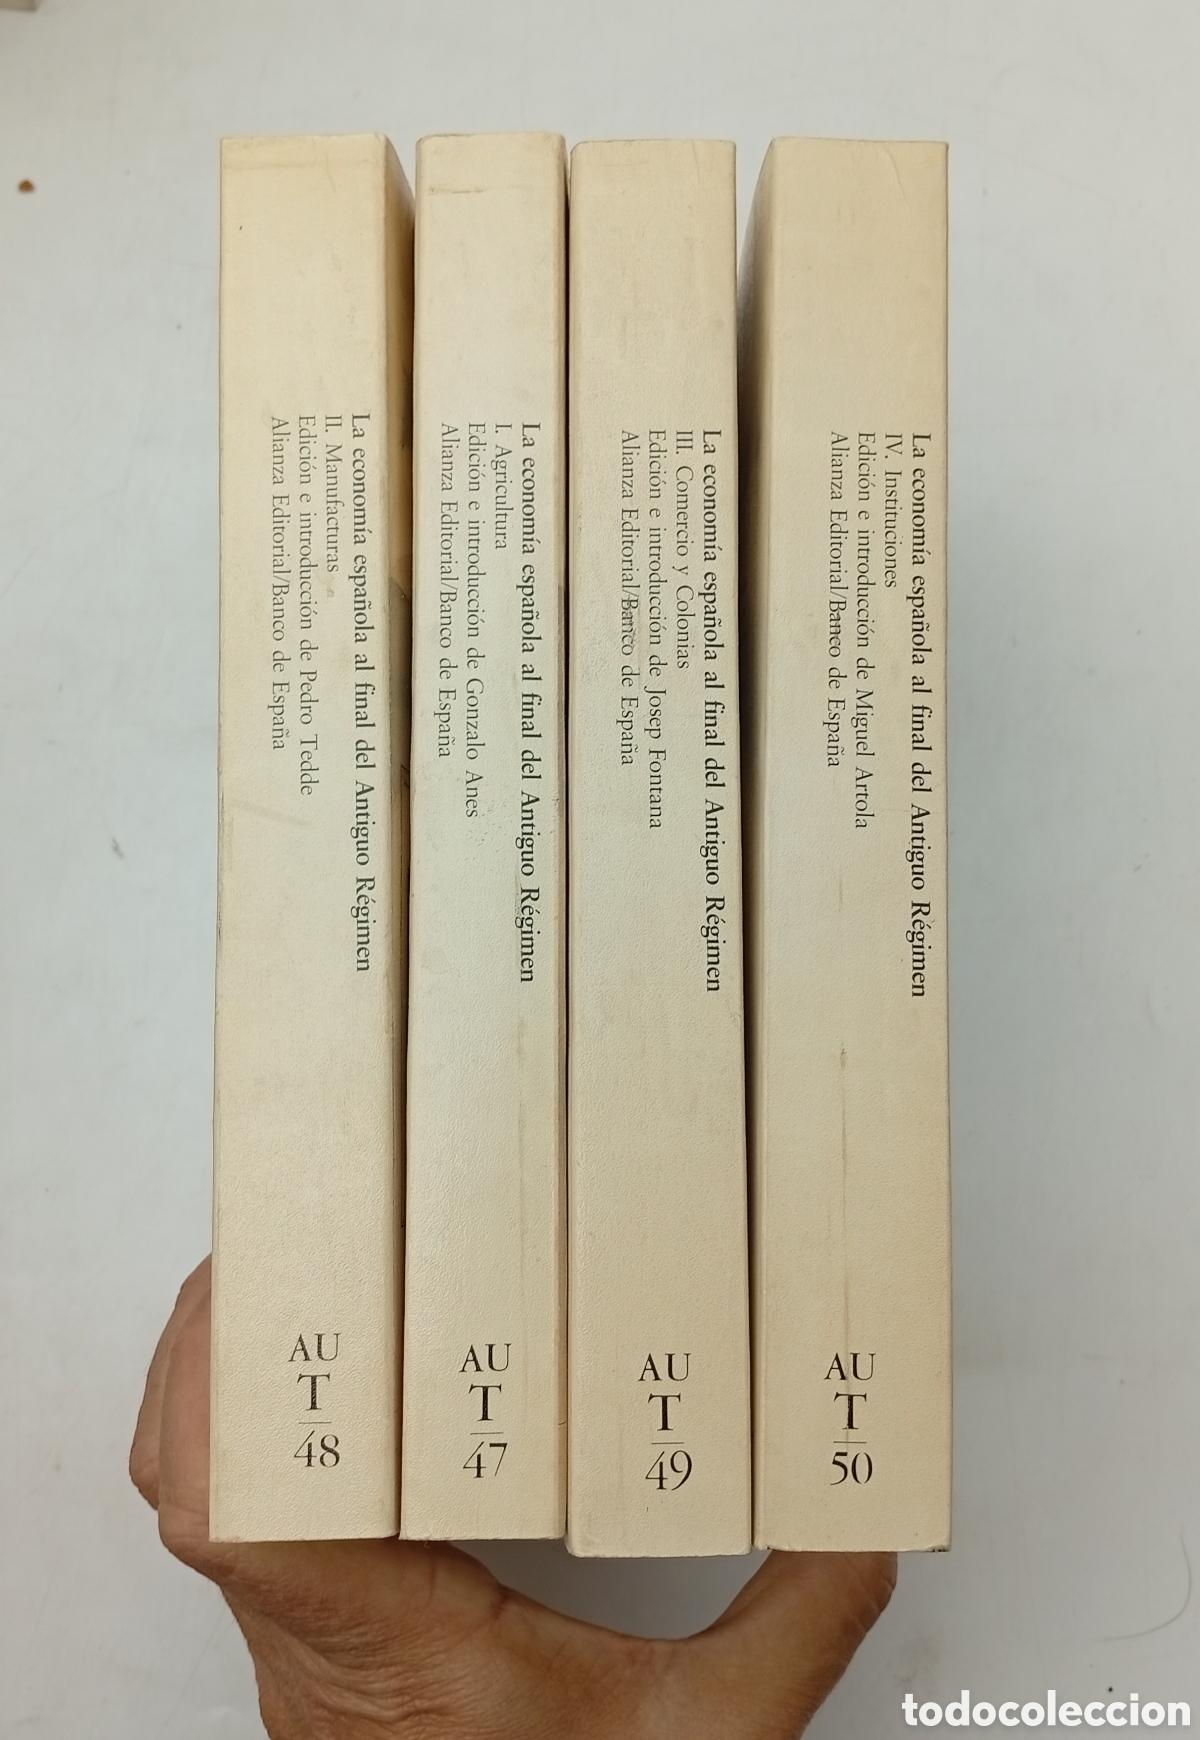 La economía española al final del Antiguo Régimen
II. Manufacturas
Edición e introducción de Pedro Tedde
Alianza Editorial/Banco de España
AU
T
48
La economía española al final del Antiguo Régimen
I. Agricultura
Edición e introducción de Gonzalo Anes
Alianza Editorial/Banco de España
AU
T
47
La economía española al final del Antiguo Régimen
III. Comercio y Colonias
Edición e introducción de Josep Fontana
Alianza Editorial/Banco de España
AU
T
49
La economía española al final del Antiguo Régimen
IV. Instituciones
Edición e introducción de Miguel Artola
Alianza Editorial/Banco de España
AU
T
50
todocoleccion